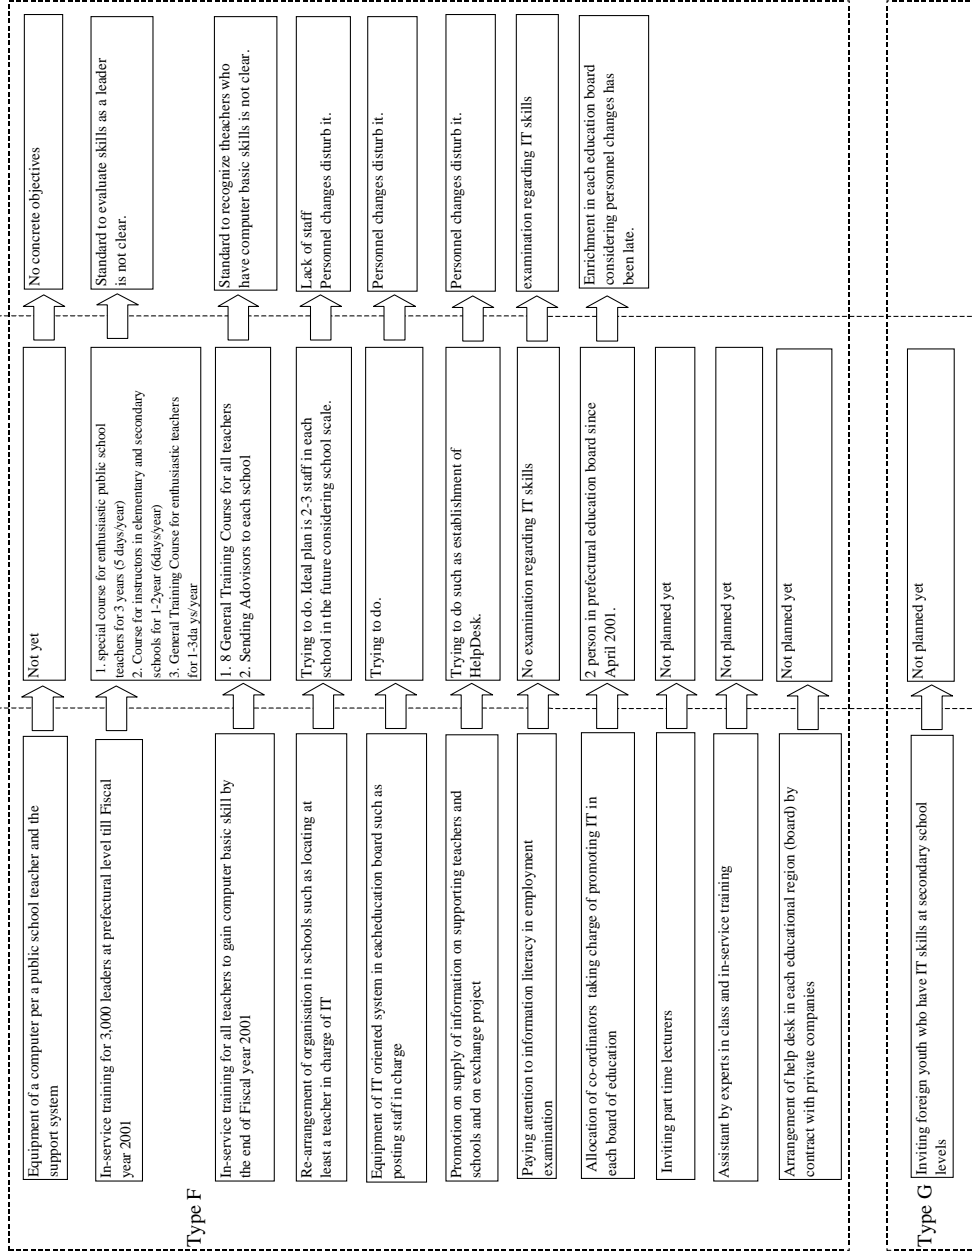 Type F
Equipment of a computer per a public school teacher and the
support system
Not yet
No concrete objectives
In-service training for 3,000 leaders at prefectural level till Fiscal
year 2001
1. special course for enthusiastic public school
teachers for 3 years (5 days/year)
2. Course for instructors in elementary and secondary
schools for 1-2year (6days/year)
3. General Training Course for enthusiastic teachers
for 1-3da ys/year
Standard to evaluate skills as a leader
is not clear.
In-service training for all teachers to gain computer basic skill by
the end of Fiscal year 2001
1. 8 General Training Course for all teachers
2. Sending Adovisors to each school
Standard to recognize theachers who
have computer basic skills is not clear.
Re-arrangement of organisation in schools such as locating at
least a teacher in charge of IT
Trying to do. Ideal plan is 2-3 staff in each
school in the future considering school scale.
Lack of staff
Personnel changes disturb it.
Equipment of IT oriented system in eacheducation board such as
posting staff in charge
Trying to do.
Personnel changes disturb it.
Promotion on supply of information on supporting teachers and
schools and on exchange project
Trying to do such as establishment of
HelpDesk.
Personnel changes disturb it.
Paying attention to information literacy in employment
examination
No examination regarding IT skills
examination regarding IT skills
Allocation of co-ordinators taking charge of promoting IT in
each board of education
2 person in prefectural education board since
April 2001.
Enrichment in each education board
considering personnel changes has
been late.
Inviting part time lecturers
Not planned yet
Assistant by experts in class and in-service training
Not planned yet
Arrangement of help desk in each educational region (board) by
contract with private companies
Not planned yet
Type G
Inviting foreign youth who have IT skills at secondary school
levels
Not planned yet